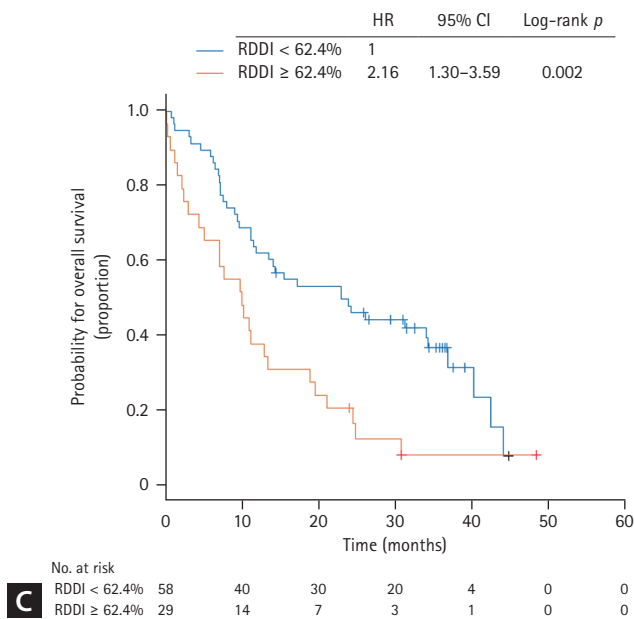 HR 95% CI Log-rank p
RDDI < 62.4% 1
RDDI ≥ 62.4% 2.16 1.30–3.59 0.002
1.0
0.8
0.6
0.4
0.2
0
Probability for overall survival
(proportion)
0 10 20 30 40 50 60
Time (months)
No. at risk
RDDI < 62.4% 58 40 30 20 4 0 0
RDDI ≥ 62.4% 29 14 7 3 1 0 0
C